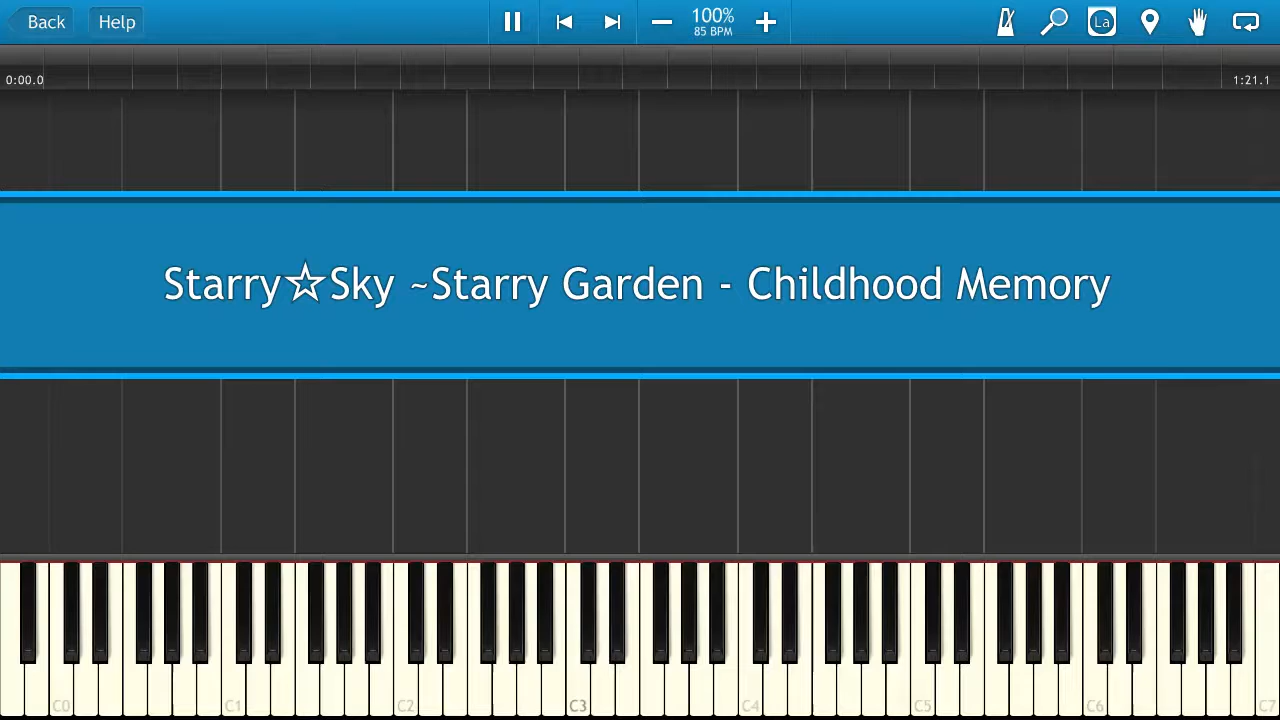 Back Help 100% La
85 BPM
0:00.0 1:21.1
Starry☆Sky ~Starry Garden - Childhood Memory
C0 C1 C2 C3 C4 C5 C6 C7